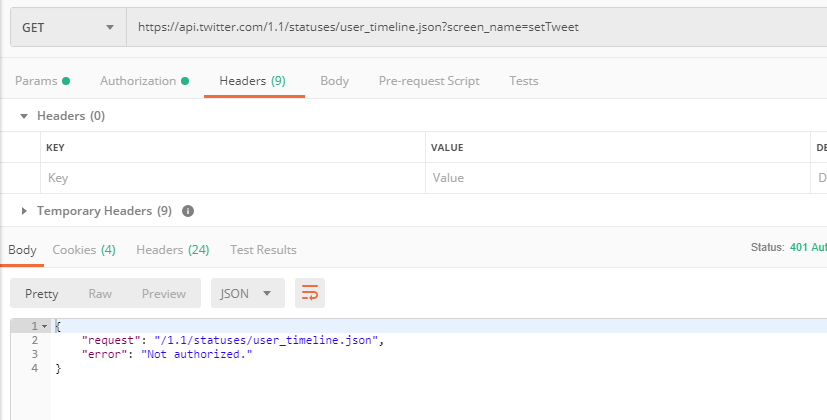 GET https://api.twitter.com/1.1/statuses/user_timeline.json?screen_name=setTweet
Params Authorization Headers (9) Body Pre-request Script Tests
Headers (0)
KEY VALUE DE
Key Value D
Temporary Headers (9)
Body Cookies (4) Headers (24) Test Results Status: 401 Aut
Pretty Raw Preview JSON
1 {
2 "request": "/1.1/statuses/user_timeline.json",
3 "error": "Not authorized."
4 }